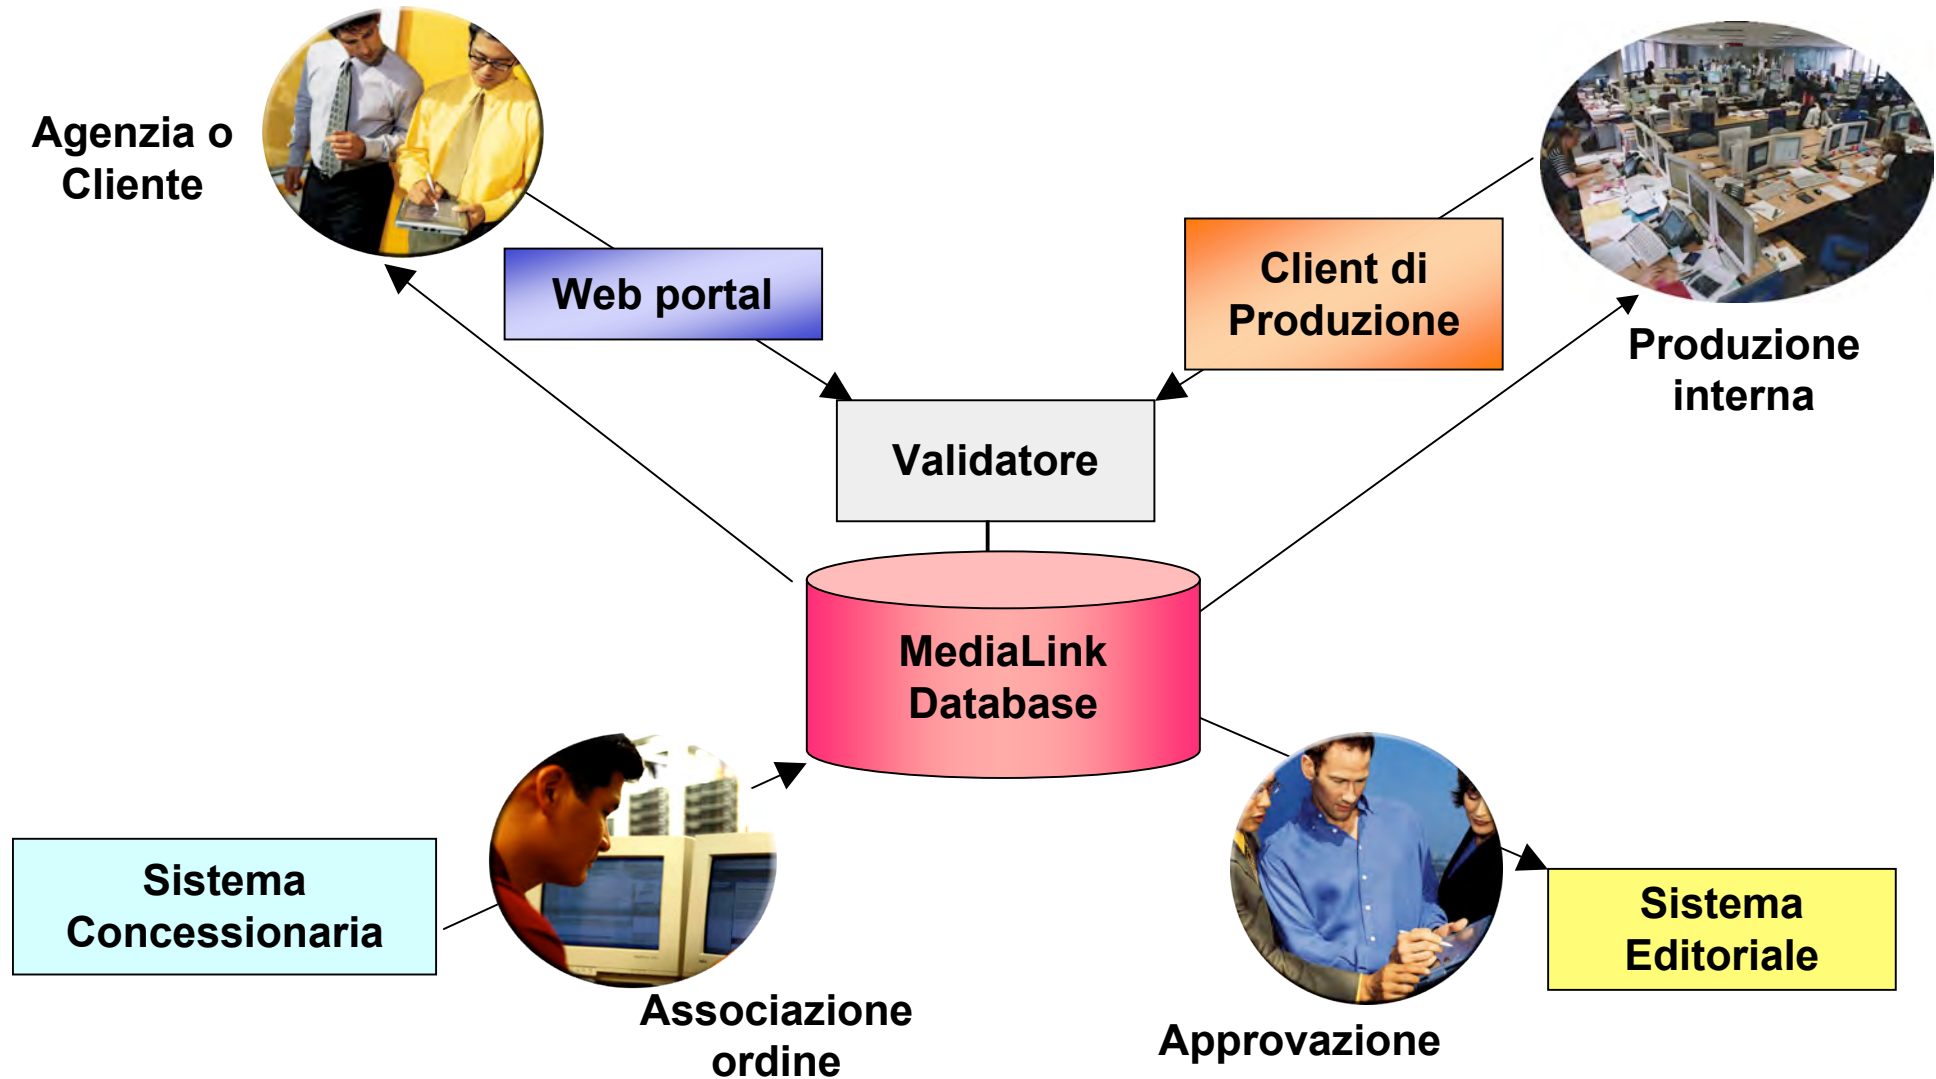 Agenzia o
Cliente
Web portal
Client di
Produzione
Produzione
interna
Validatore
MediaLink
Database
Sistema
Concessionaria
Associazione
ordine
Approvazione
Sistema
Editoriale